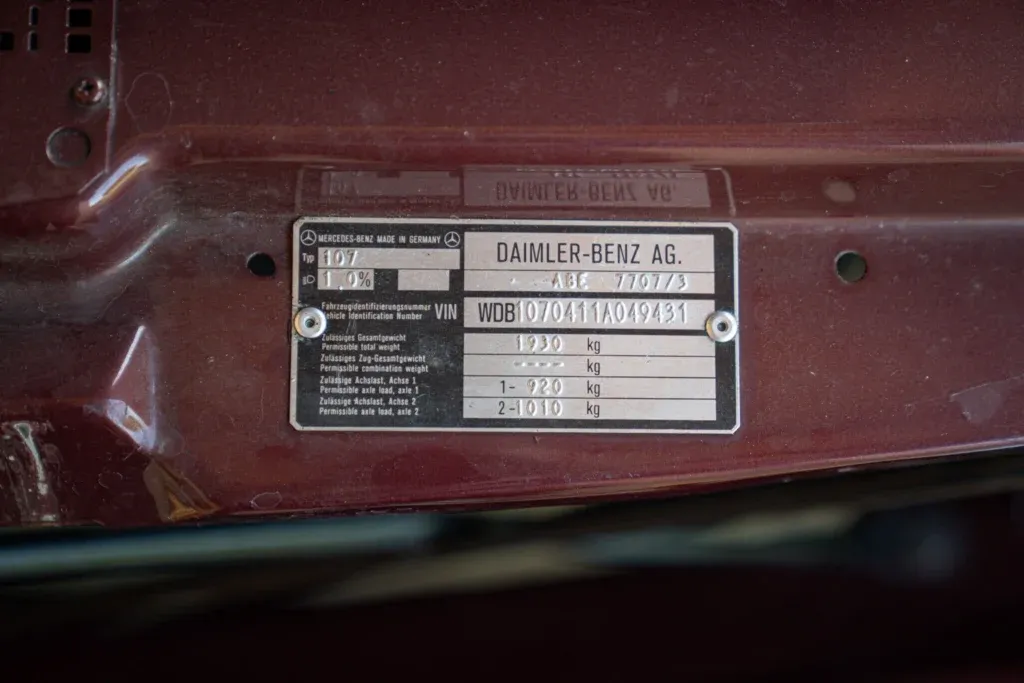 MERCEDES-BENZ MADE IN GERMANY
DAIMLER-BENZ AG.
Typ 107
1,0%
ABE 7707/3
Fahrzeugidentifizierungsnummer
Vehicle Identification Number VIN WDB1070411A049431
Zulässiges Gesamtgewicht
Permissible total weight 1930 kg
Zulässiges Zug-Gesamtgewicht
Permissible combination weight ---- kg
Zulässige Achslast, Achse 1
Permissible axle load, axle 1 1- 920 kg
Zulässige Achslast, Achse 2
Permissible axle load, axle 2 2-1010 kg